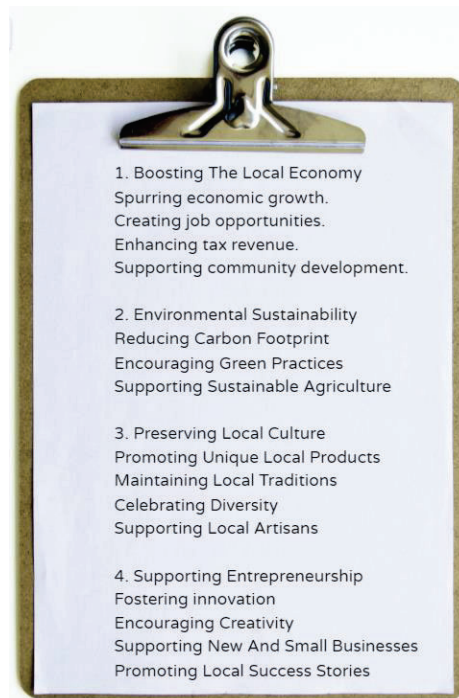 1. Boosting The Local Economy
Spurring economic growth.
Creating job opportunities.
Enhancing tax revenue.
Supporting community development.
2. Environmental Sustainability
Reducing Carbon Footprint
Encouraging Green Practices
Supporting Sustainable Agriculture
3. Preserving Local Culture
Promoting Unique Local Products
Maintaining Local Traditions
Celebrating Diversity
Supporting Local Artisans
4. Supporting Entrepreneurship
Fostering innovation
Encouraging Creativity
Supporting New And Small Businesses
Promoting Local Success Stories